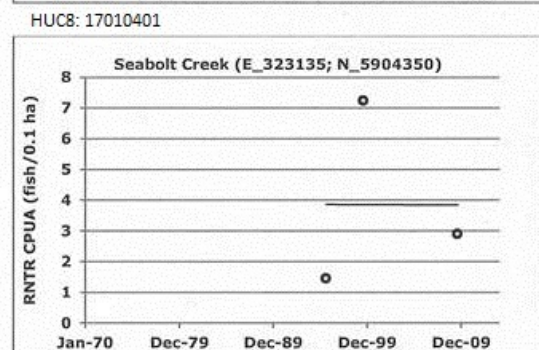 HUC8: 17010401
Seabolt Creek (E_323135; N_5904350)
RNTR CPUA (fish/0.1 ha)
8
7
6
5
4
3
2
1
0
Jan-70 Dec-79 Dec-89 Dec-99 Dec-09